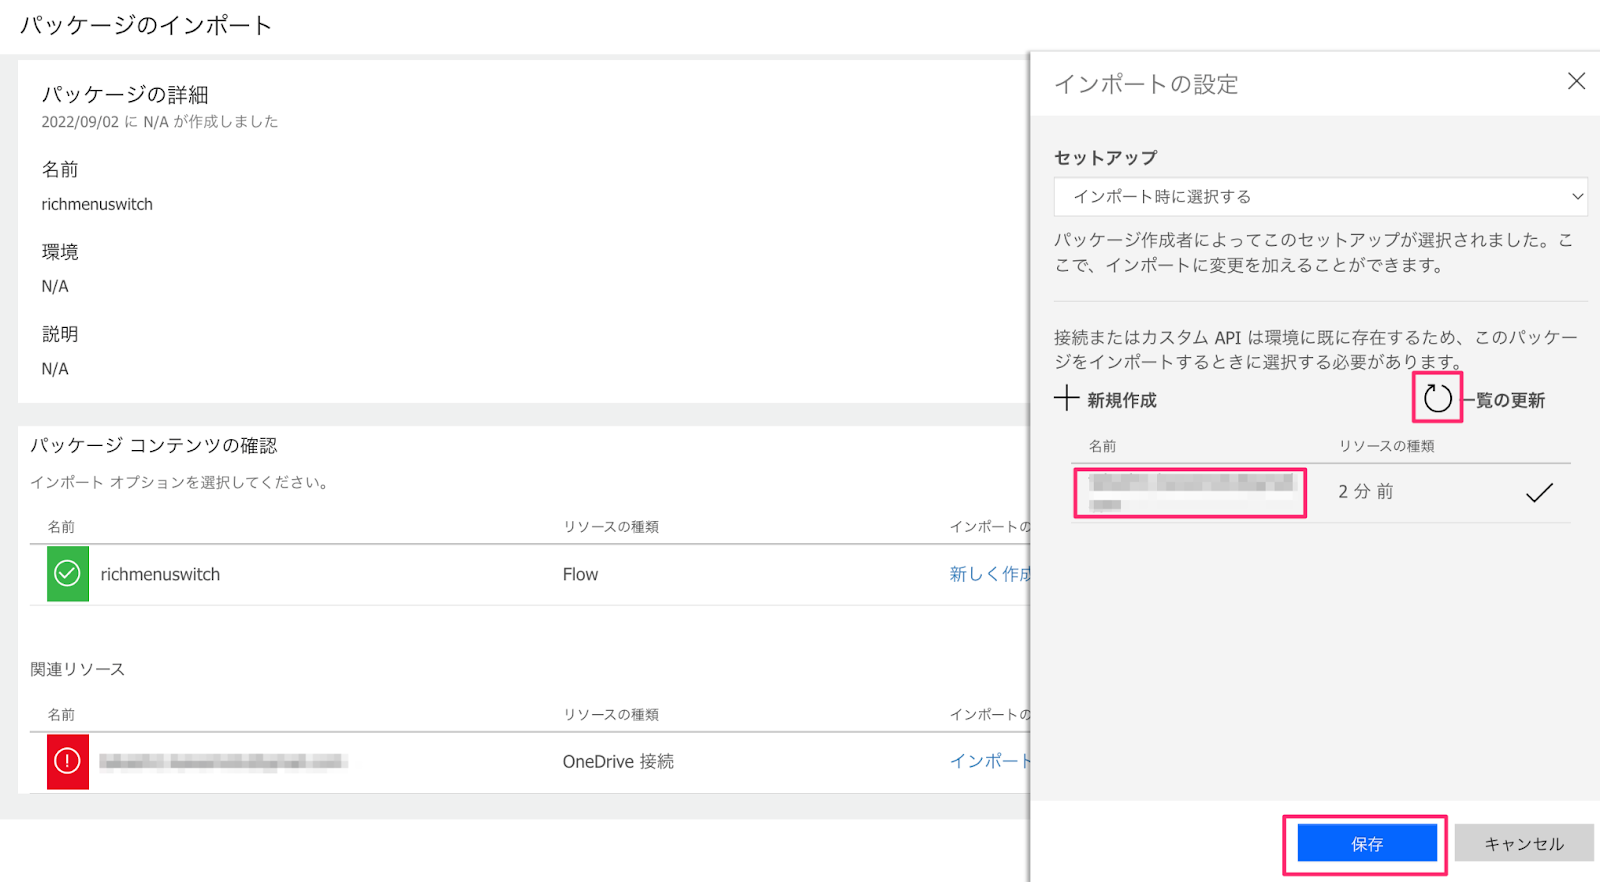 パッケージのインポート
パッケージの詳細
2022/09/02 に N/A が作成しました
名前
richmenuswitch
環境
N/A
説明
N/A
パッケージ コンテンツの確認
インポート オプションを選択してください。
名前 リソースの種類 インポートの
richmenuswitch Flow 新しく作成
関連リソース
名前 リソースの種類 インポートの
OneDrive 接続 インポート
インポートの設定
セットアップ
インポート時に選択する
パッケージ作成者によってこのセットアップが選択されました。こ
こで、インポートに変更を加えることができます。
接続またはカスタム API は環境に既に存在するため、このパッケー
ジをインポートするときに選択する必要があります。
新規作成 一覧の更新
名前 リソースの種類
2 分 前
保存 キャンセル